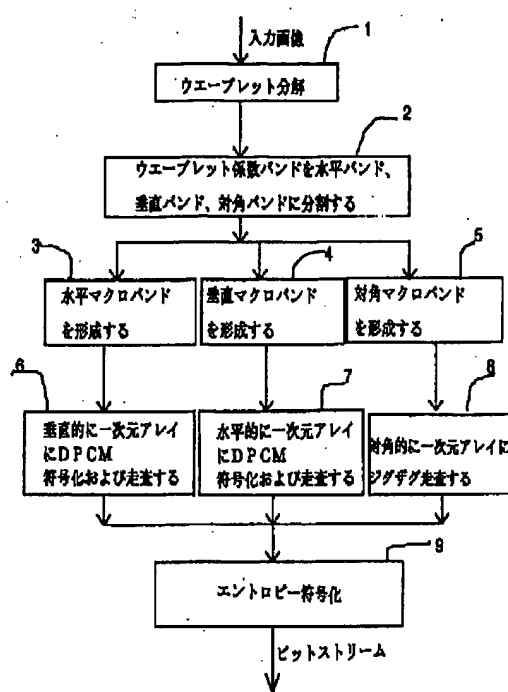 入力画像
1
ウエーブレット分解
2
ウエーブレット係数バンドを水平バンド、
垂直バンド、対角バンドに分割する
3
水平マクロバンド
を形成する
4
垂直マクロバンド
を形成する
5
対角マクロバンド
を形成する
6
垂直的に一次元アレイ
にDPCM
符号化および走査する
7
水平的に一次元アレイ
にDPCM
符号化および走査する
8
対角的に一次元アレイに
ジグザグ走査する
9
エントロピー符号化
ビットストリーム